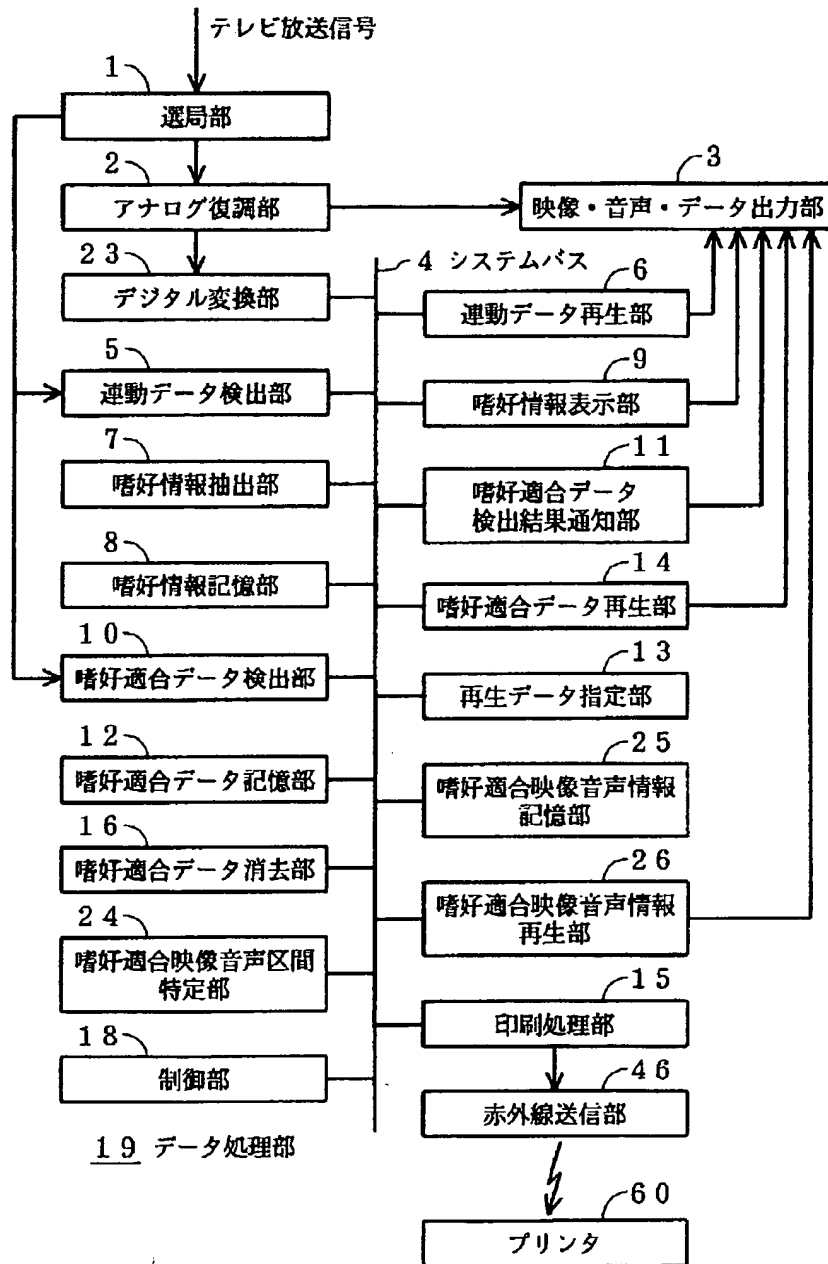 テレビ放送信号
1
選局部
2
アナログ復調部
3
映像・音声・データ出力部
23
デジタル変換部
4 システムバス
5
連動データ検出部
6
連動データ再生部
7
嗜好情報抽出部
9
嗜好情報表示部
8
嗜好情報記憶部
11
嗜好適合データ
検出結果通知部
10
嗜好適合データ検出部
14
嗜好適合データ再生部
12
嗜好適合データ記憶部
13
再生データ指定部
16
嗜好適合データ消去部
25
嗜好適合映像音声情報
記憶部
24
嗜好適合映像音声区間
特定部
26
嗜好適合映像音声情報
再生部
18
制御部
15
印刷処理部
19 データ処理部
46
赤外線送信部
60
プリンタ